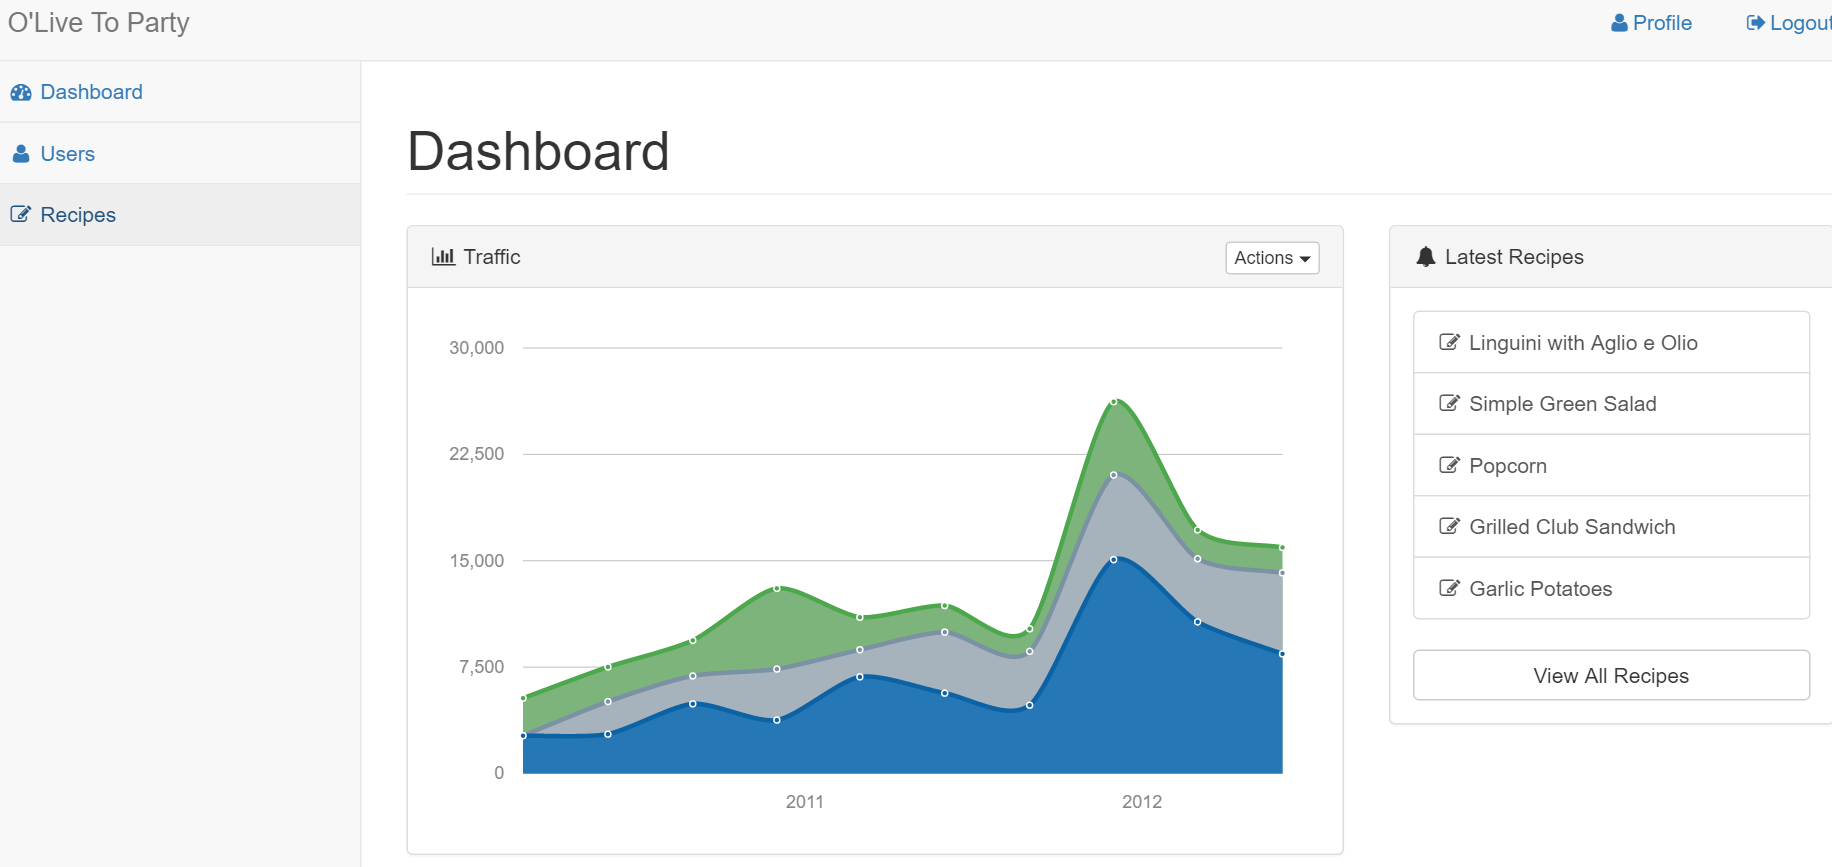 O'Live To Party
Profile
Logout
Dashboard
Users
Recipes
Dashboard
Traffic
Actions
30,000
22,500
15,000
7,500
0
2011
2012
Latest Recipes
Linguini with Aglio e Olio
Simple Green Salad
Popcorn
Grilled Club Sandwich
Garlic Potatoes
View All Recipes